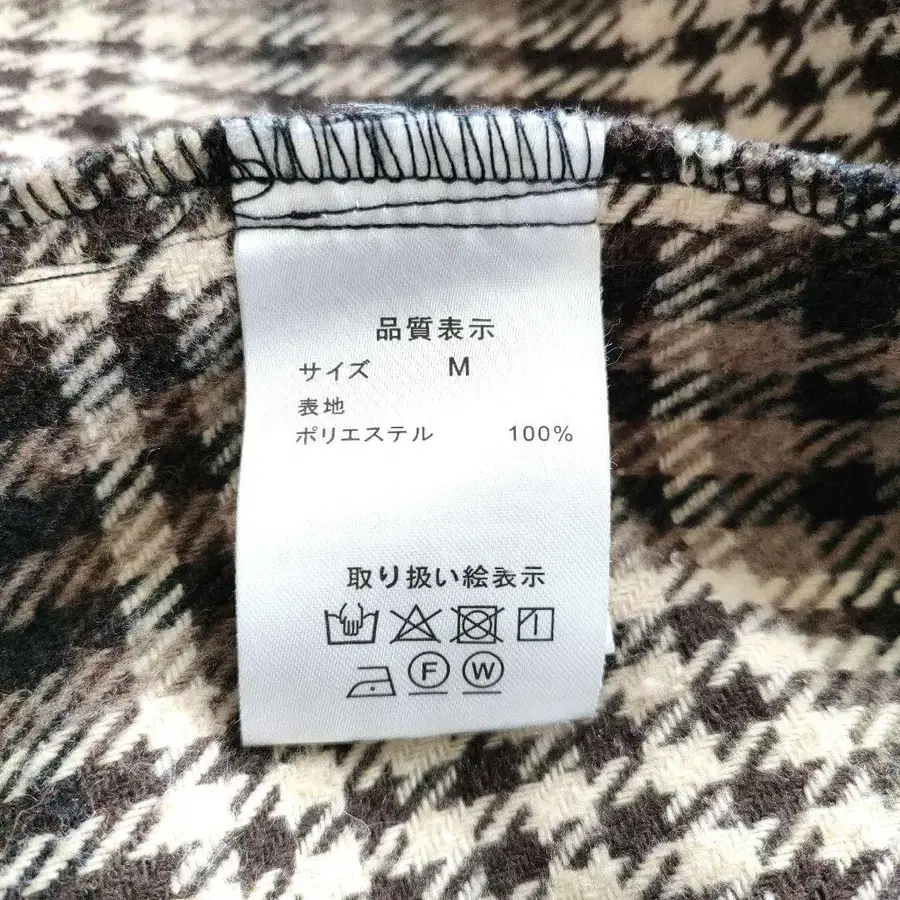 品質表示
サイズ M
表地
ポリエステル 100%
取り扱い絵表示
F W